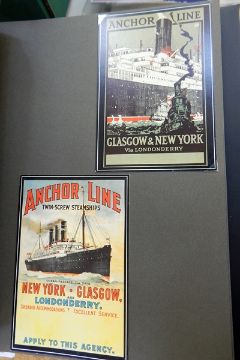 ANCHOR LINE
GLASGOW & NEW YORK
Via LONDONDERRY
ANCHOR-LINE
TWIN-SCREW STEAMSHIPS
NEW YORK - GLASGOW,
VIA
LONDONDERRY.
EXCELLENT SERVICE.
APPLY TO THIS AGENCY.